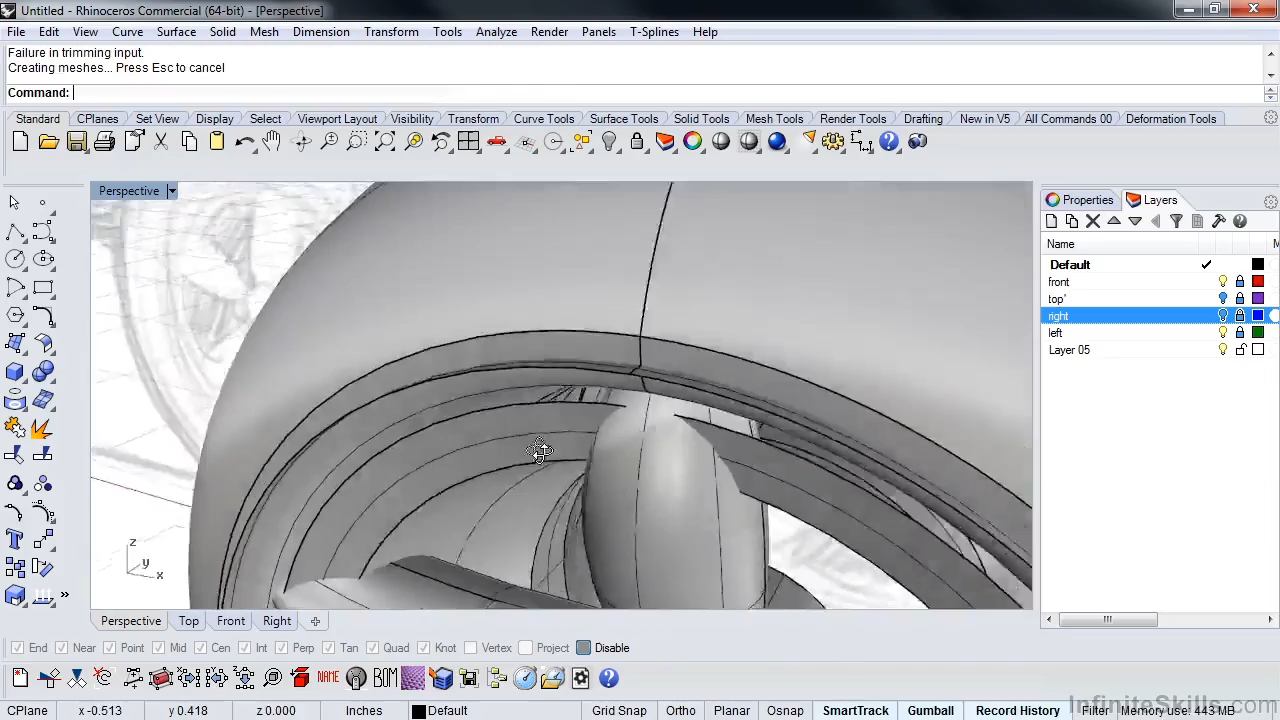 Untitled - Rhinoceros Commercial (64-bit) - [Perspective]
File Edit View Curve Surface Solid Mesh Dimension Transform Tools Analyze Render Panels T-Splines Help
Failure in trimming input.
Creating meshes... Press Esc to cancel
Command:
Standard CPlanes Set View Display Select Viewport Layout Visibility Transform Curve Tools Surface Tools Solid Tools Mesh Tools Render Tools Drafting New in V5 All Commands 00 Deformation Tools
Perspective
Properties Layers
Name
Default
front
top'
right
left
Layer 05
z
y
x
Perspective Top Front Right
End Near Point Mid Cen Int Perp Tan Quad Knot Vertex Project Disable
NAME BOM
CPlane x -0.513 y 0.418 z 0.000 Inches Default Grid Snap Ortho Planar Osnap SmartTrack Gumball Record History Filter Memory use: 443 MB
InfiniteSkills.com